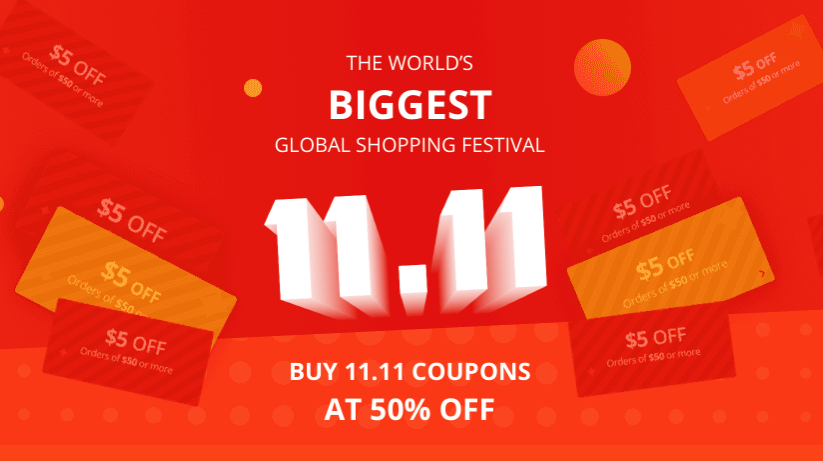 THE WORLD'S
BIGGEST
GLOBAL SHOPPING FESTIVAL
11.11
BUY 11.11 COUPONS
AT 50% OFF
$5 OFF
Orders of $50 or more
$5 OFF
$5 OFF
Orders of $50
$5 OFF
Orders of $50 or more
$5 OFF
Orders of $50 or more
$5 OFF
Orders of $50 or more
$5 OFF
Orders of $50 or more
$5 OFF
Orders of $50 or more